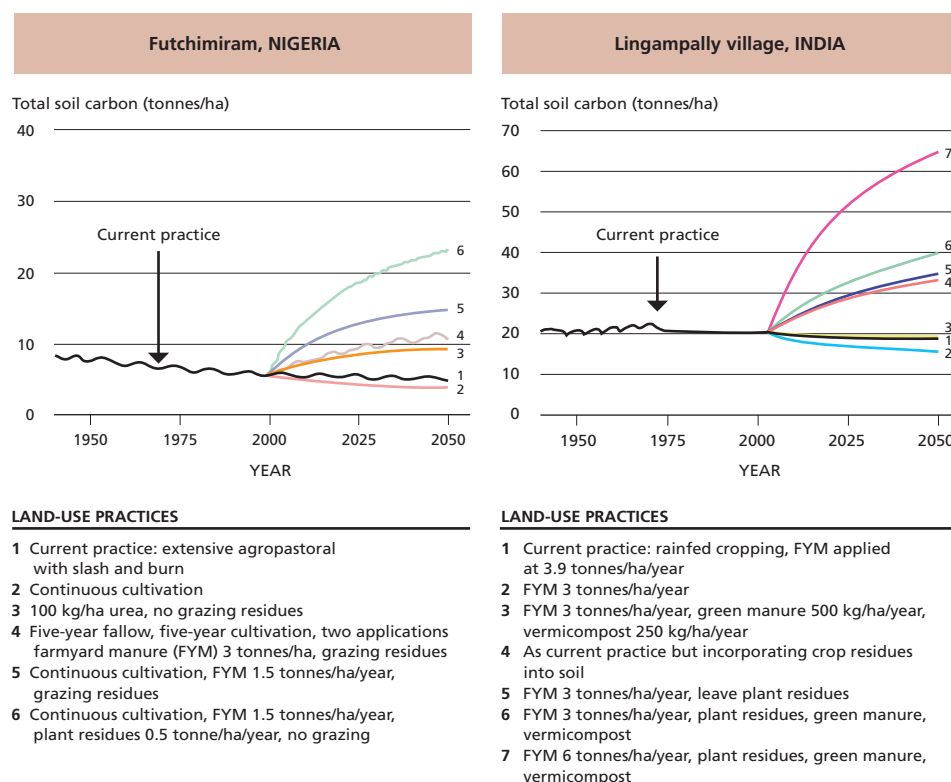 Futchimiram, NIGERIA
Total soil carbon (tonnes/ha)
40
30
20
10
0
Current practice
6
5
4
3
1
2
1950
1975
2000
2025
2050
YEAR
LAND-USE PRACTICES
1 Current practice: extensive agropastoral
with slash and burn
2 Continuous cultivation
3 100 kg/ha urea, no grazing residues
4 Five-year fallow, five-year cultivation, two applications
farmyard manure (FYM) 3 tonnes/ha, grazing residues
5 Continuous cultivation, FYM 1.5 tonnes/ha/year,
grazing residues
6 Continuous cultivation, FYM 1.5 tonnes/ha/year,
plant residues 0.5 tonne/ha/year, no grazing
Lingampally village, INDIA
Total soil carbon (tonnes/ha)
70
60
50
40
30
20
10
0
Current practice
7
6
5
4
3
1
2
1950
1975
2000
2025
2050
YEAR
LAND-USE PRACTICES
1 Current practice: rainfed cropping, FYM applied
at 3.9 tonnes/ha/year
2 FYM 3 tonnes/ha/year
3 FYM 3 tonnes/ha/year, green manure 500 kg/ha/year,
vermicompost 250 kg/ha/year
4 As current practice but incorporating crop residues
into soil
5 FYM 3 tonnes/ha/year, leave plant residues
6 FYM 3 tonnes/ha/year, plant residues, green manure,
vermicompost
7 FYM 6 tonnes/ha/year, plant residues, green manure,
vermicompost